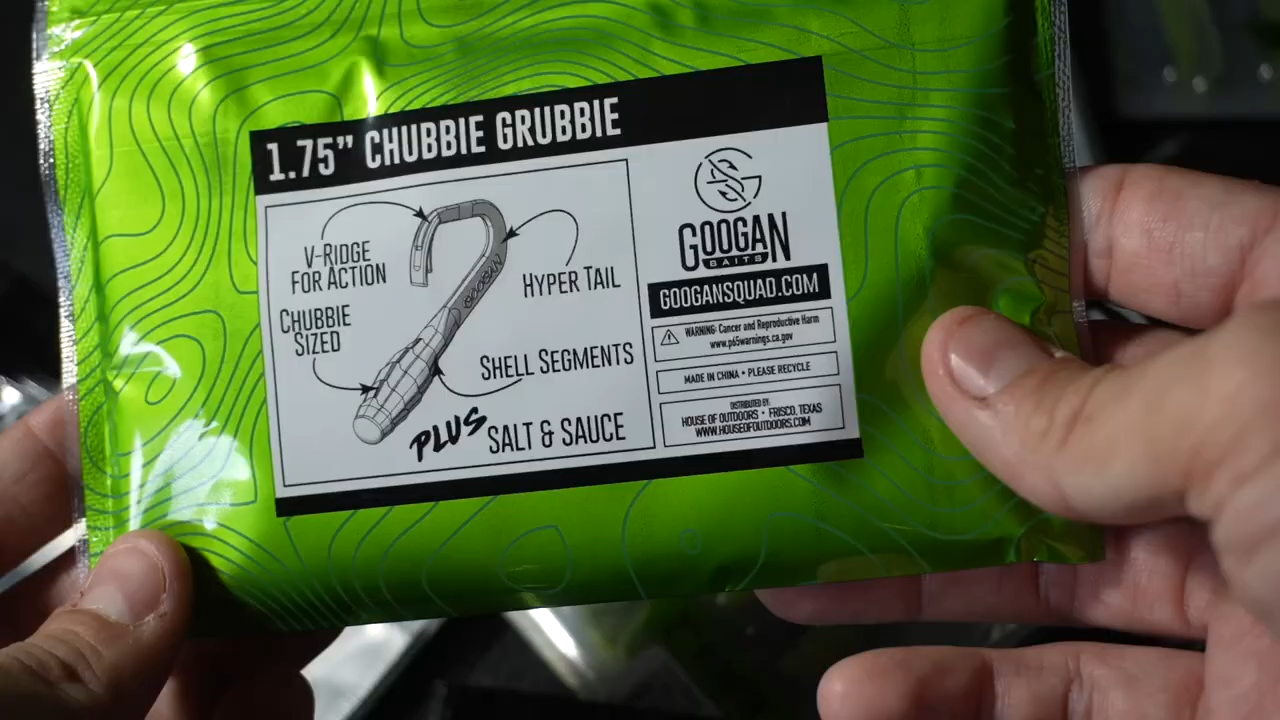 1.75” CHUBBIE GRUBBIE
V-RIDGE
FOR ACTION
CHUBBIE
SIZED
HYPER TAIL
SHELL SEGMENTS
PLUS SALT & SAUCE
GOOGAN
GOOGAN
BAITS
GOOGANSQUAD.COM
WARNING: Cancer and Reproductive Harm
www.p65warnings.ca.gov
MADE IN CHINA • PLEASE RECYCLE
DISTRIBUTED BY:
HOUSE OF OUTDOORS • FRISCO, TEXAS
WWW.HOUSEOFOUTDOORS.COM